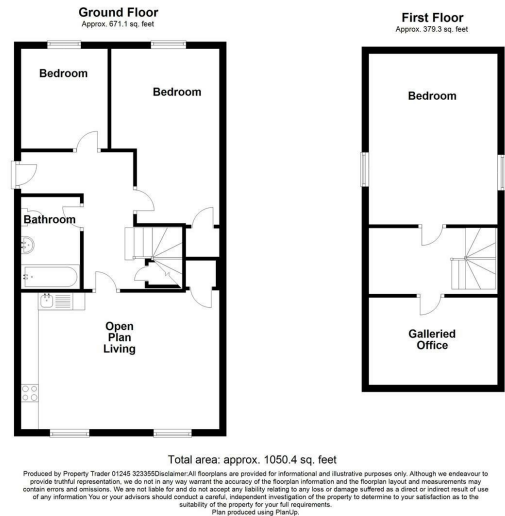 Ground Floor
Approx. 671.1 sq. feet
First Floor
Approx. 379.3 sq. feet
Bedroom
Bedroom
Bedroom
Bathroom
Open
Plan
Living
Galleried
Office
Total area: approx. 1050.4 sq. feet
Produced by Property Trader 01245 323355Disclaimer:All floorplans are provided for informational and illustrative purposes only. Although we endeavour to
provide truthful representation, we do not in any way warrant the accuracy of the floorplan information and the floorplan layout and measurements may
contain errors and omissions. We are not liable for and do not accept any liability relating to any loss or damage suffered as a direct or indirect result of use
of any information You or your advisors should conduct a careful, independent investigation of the property to determine to your satisfaction as to the
suitability of the property for your full requirements.
Plan produced using PlanUp.